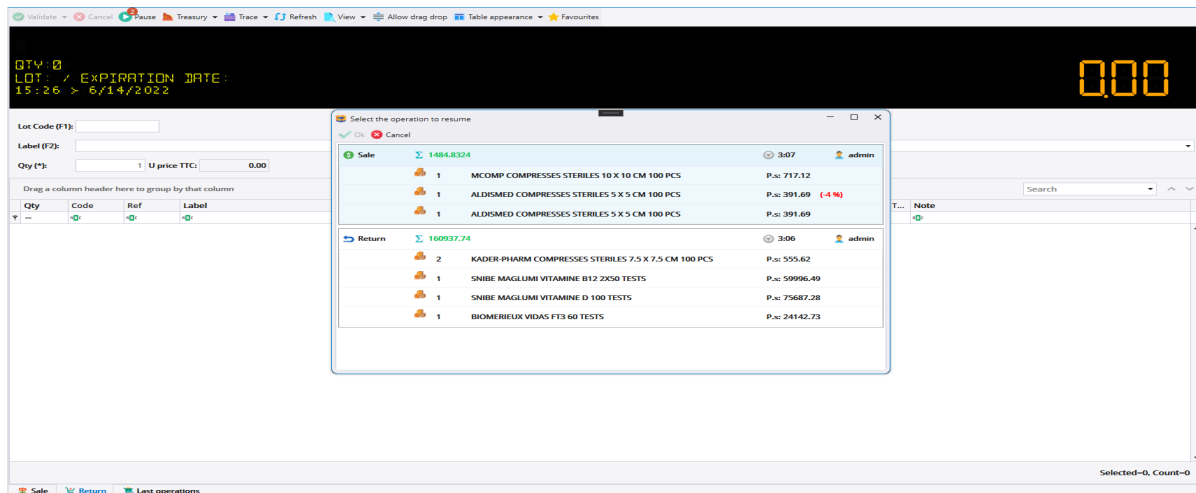 Validate Cancel Pause 2 Treasury Trace Refresh View Allow drag drop Table appearance Favourites
QTY:0
LOT: / EXPIRATION DATE:
15:26 > 6/14/2022
0.00
Select the operation to resume
Ok Cancel
Lot Code (F1):
Label (F2):
Qty (*): 1 U price TTC: 0.00
Drag a column header here to group by that column
Search
Qty Code Ref Label T... Note
Sale Σ 1484.8324 3:07 admin
1 MCOMP COMPRESSES STERILES 10 X 10 CM 100 PCS P.s: 717.12
1 ALDISMED COMPRESSES STERILES 5 X 5 CM 100 PCS P.s: 391.69 (-4 %)
1 ALDISMED COMPRESSES STERILES 5 X 5 CM 100 PCS P.s: 391.69
Return Σ 160937.74 3:06 admin
2 KADER-PHARM COMPRESSES STERILES 7.5 X 7.5 CM 100 PCS P.s: 555.62
1 SNIBE MAGLUMI VITAMINE B12 2X50 TESTS P.s: 59996.49
1 SNIBE MAGLUMI VITAMINE D 100 TESTS P.s: 75687.28
1 BIOMERIEUX VIDAS FT3 60 TESTS P.s: 24142.73
Selected=0, Count=0
Sale Return Last operations